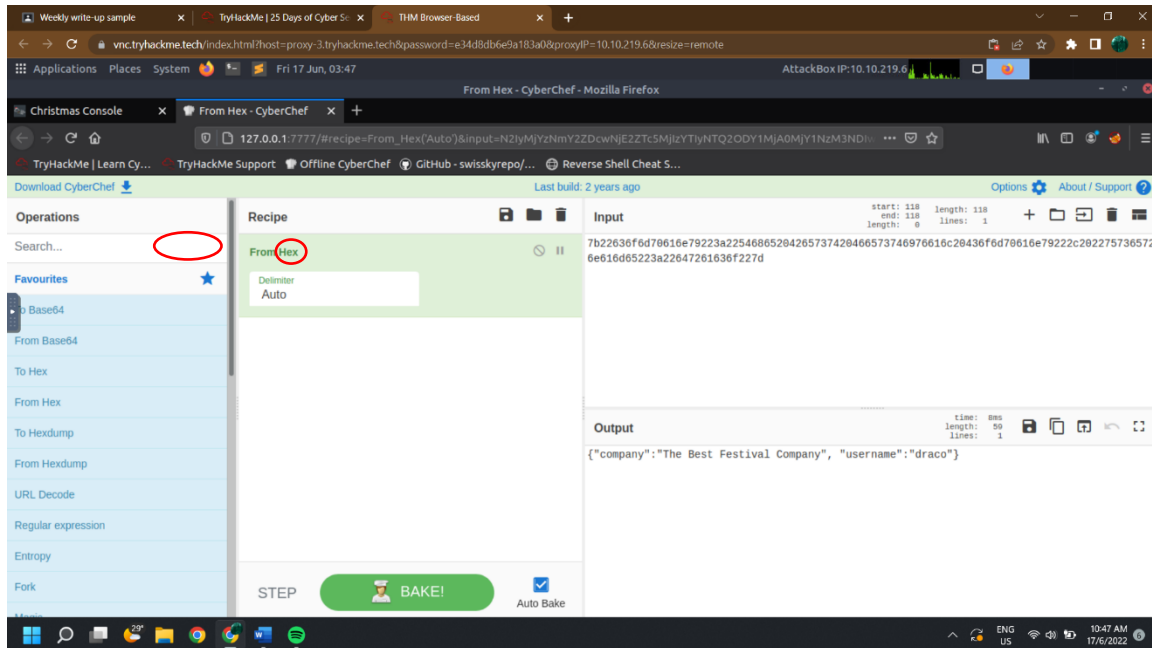 Weekly write-up sample
TryHackMe | 25 Days of Cyber Se
THM Browser-Based
vnc.tryhackme.tech/index.html?host=proxy-3.tryhackme.tech&password=e34d8db6e9a183a0&proxyIP=10.10.219.6&resize=remote
Applications Places System Fri 17 Jun, 03:47 AttackBox IP:10.10.219.6
From Hex - CyberChef - Mozilla Firefox
Christmas Console
From Hex - CyberChef
127.0.0.1:7777/#recipe=From_Hex('Auto')&input=
TryHackMe | Learn Cy... TryHackMe Support Offline CyberChef GitHub - swisskyrepo/... Reverse Shell Cheat S...
Download CyberChef Last build: 2 years ago Options About / Support
Operations
Search...
Favourites
To Base64
From Base64
To Hex
From Hex
To Hexdump
From Hexdump
URL Decode
Regular expression
Entropy
Fork
Magic
Recipe
From Hex
Delimiter
Auto
STEP
BAKE!
Auto Bake
Input
start: 118
end: 118
length: 0
length: 118
lines: 1
7b22636f6d70616e79223a22546865204265737420466573746976616c20436f6d70616e79222c202275736572
6e616d65223a22647261636f227d
Output
time: 8ms
length: 59
lines: 1
{"company":"The Best Festival Company", "username":"draco"}
29°
ENG
US
10:47 AM
17/6/2022
6